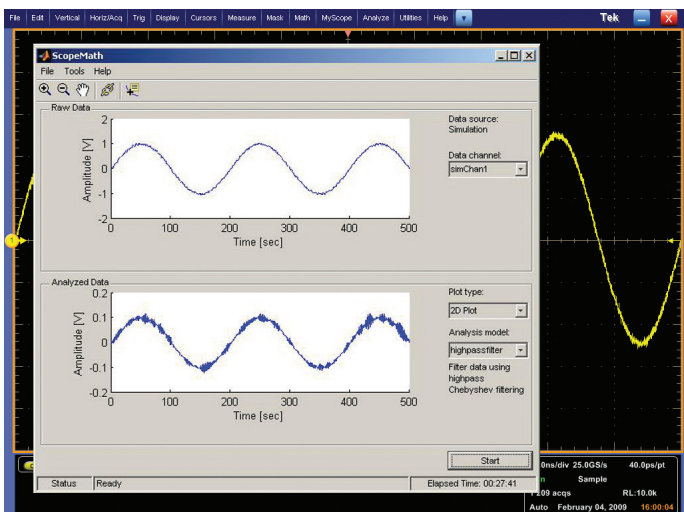 File Edit Vertical Horiz/Acq Trig Display Cursors Measure Mask Math MyScope Analyze Utilities Help Tek
ScopeMath
File Tools Help
Raw Data
Amplitude [V]
2
1
0
-1
-2
0 100 200 300 400 500
Time [sec]
Data source:
Simulation
Data channel:
simChan1
1
Analyzed Data
Amplitude [V]
0.2
0.1
0
-0.1
-0.2
0 100 200 300 400 500
Time [sec]
Plot type:
2D Plot
Analysis model:
highpassfilter
Filter data using
highpass
Chebyshev filtering
Start
Status Ready Elapsed Time: 00:27:41
0ns/div 25.0GS/s 40.0ps/pt
Sample
209 acqs RL:10.0k
Auto February 04, 2009 16:00:04